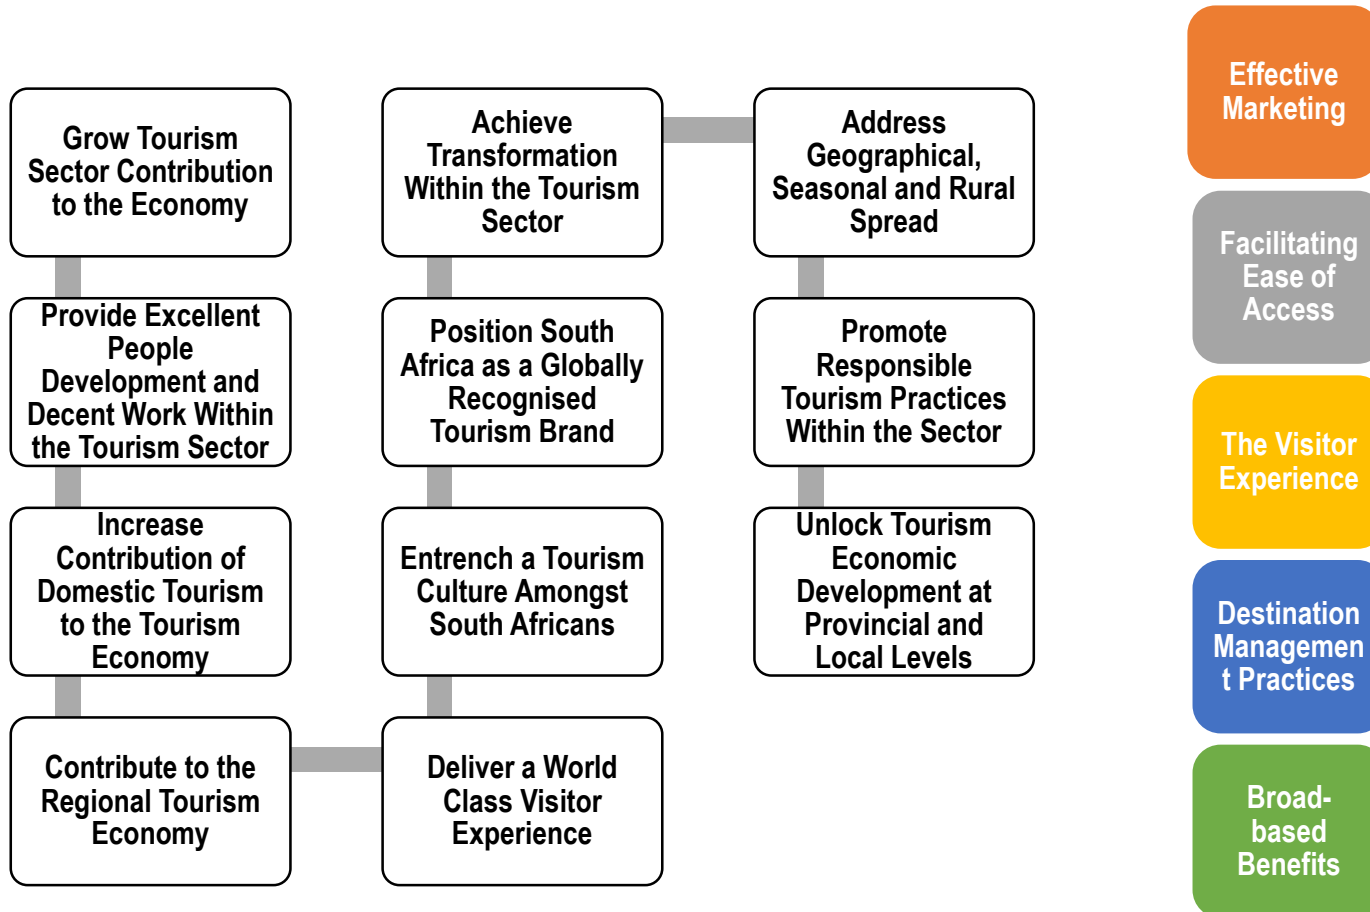 Grow Tourism
Sector Contribution
to the Economy
Provide Excellent
People
Development and
Decent Work Within
the Tourism Sector
Increase
Contribution of
Domestic Tourism
to the Tourism
Economy
Contribute to the
Regional Tourism
Economy
Deliver a World
Class Visitor
Experience
Entrench a Tourism
Culture Amongst
South Africans
Position South
Africa as a Globally
Recognised
Tourism Brand
Achieve
Transformation
Within the Tourism
Sector
Address
Geographical,
Seasonal and Rural
Spread
Promote
Responsible
Tourism Practices
Within the Sector
Unlock Tourism
Economic
Development at
Provincial and
Local Levels
Effective
Marketing
Facilitating
Ease of
Access
The Visitor
Experience
Destination
Managemen
t Practices
Broad-
based
Benefits